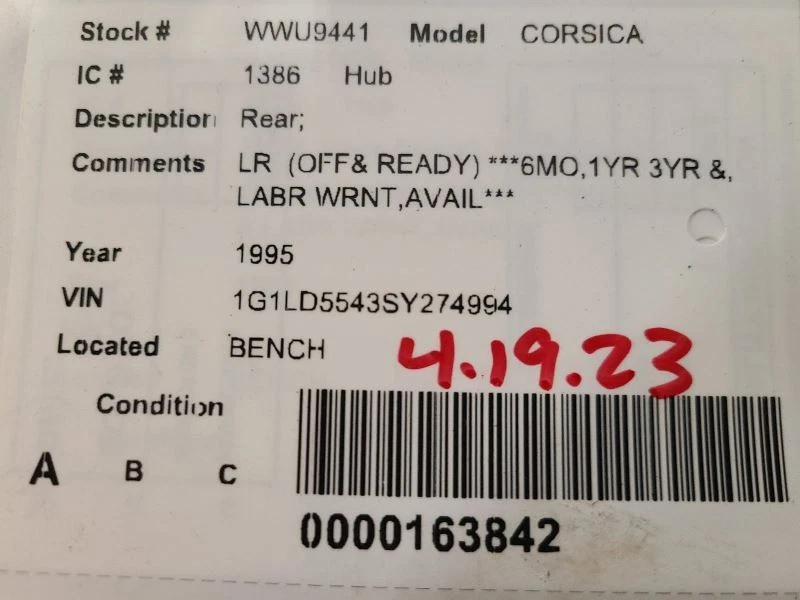 Stock # WWU9441 Model CORSICA
IC # 1386 Hub
Description Rear;
Comments LR (OFF& READY) ***6MO,1YR 3YR &,
LABR WRNT,AVAIL***
Year 1995
VIN 1G1LD5543SY274994
Located BENCH 4.19.23
Condition
A B C
0000163842